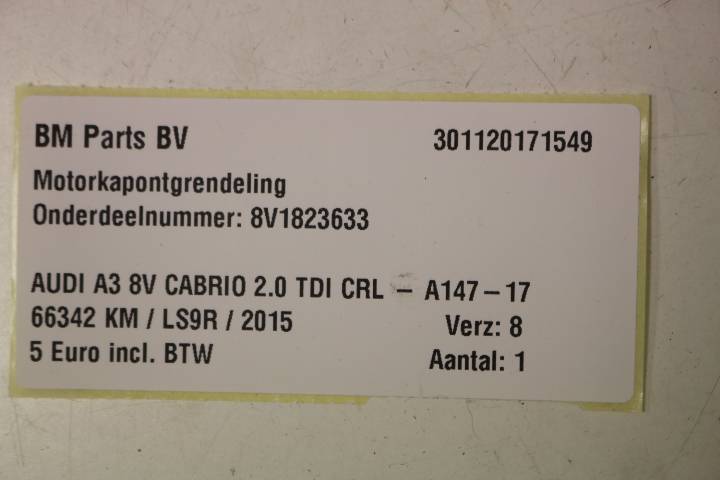 BM Parts BV 301120171549
Motorkapontgrendeling
Onderdeelnummer: 8V1823633
AUDI A3 8V CABRIO 2.0 TDI CRL – A147–17
66342 KM / LS9R / 2015 Verz: 8
5 Euro incl. BTW Aantal: 1